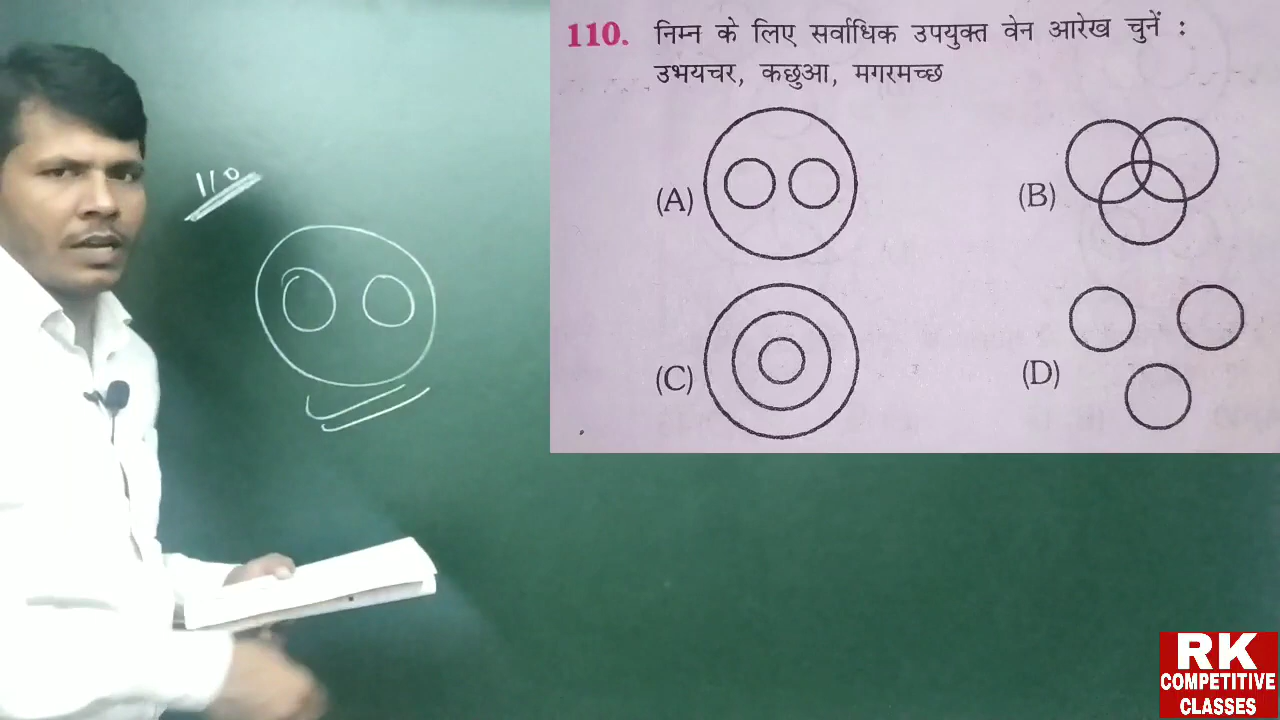 110.
110. निम्न के लिए सर्वाधिक उपयुक्त वेन आरेख चुनें :
उभयचर, कछुआ, मगरमच्छ
(A)
(B)
(C)
(D)
RK
COMPETITIVE
CLASSES